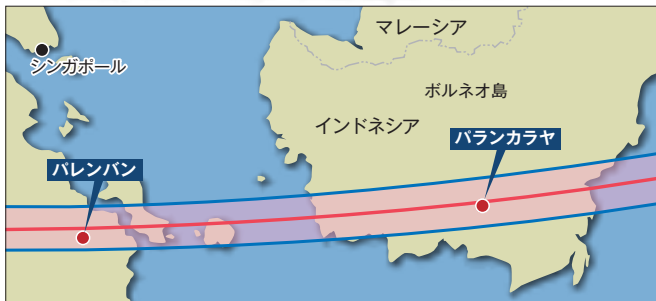 マレーシア
シンガポール
ボルネオ島
インドネシア
パランカラヤ
パレンバン